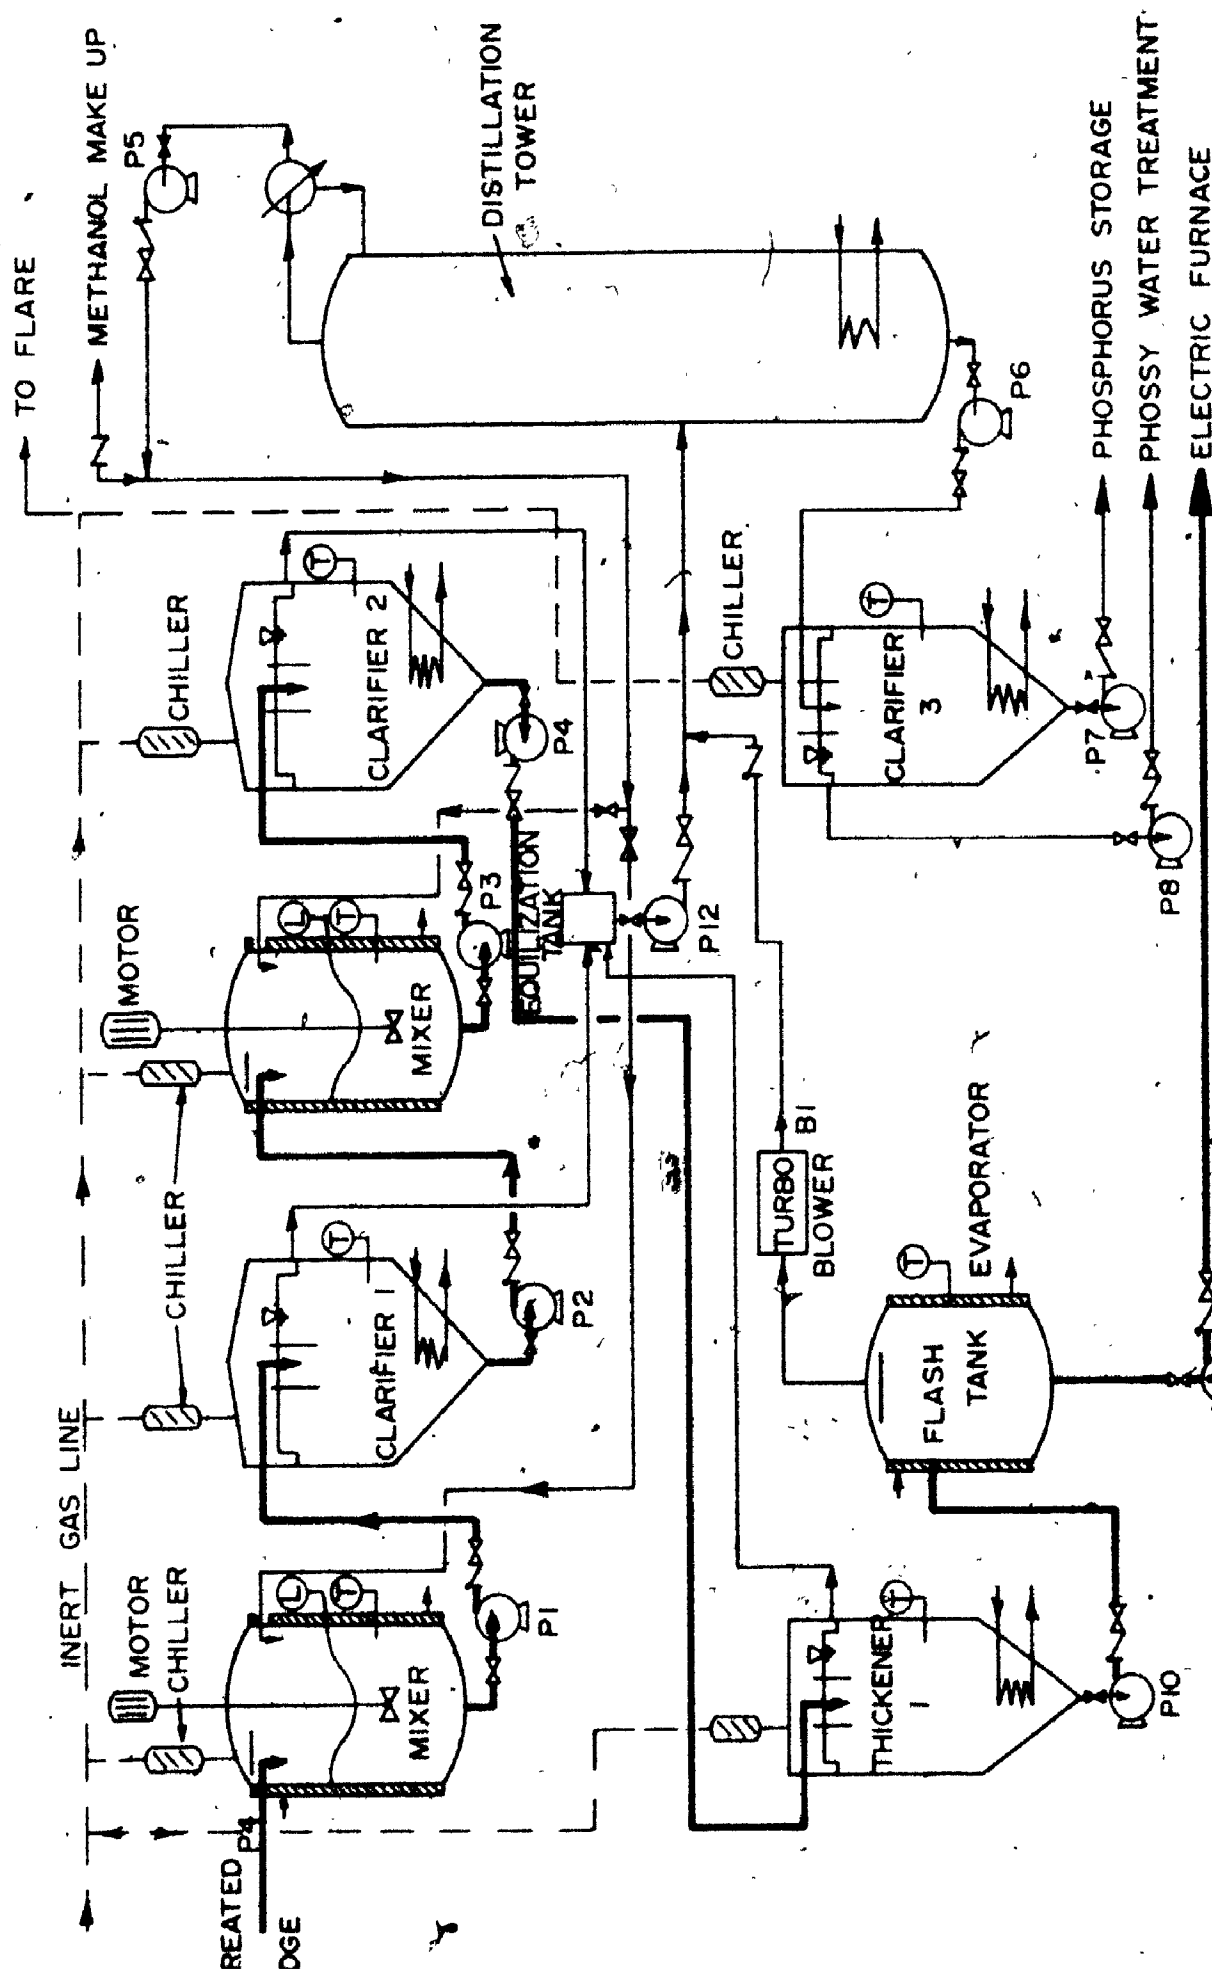 TO FLARE
METHANOL MAKE UP
P5
DISTILLATION
TOWER
CHILLER
T
CLARIFIER 2
P4
MOTOR
L
T
MIXER
P3
EQUILIZATION
TANK
P12
CHILLER
T
CLARIFIER
3
P7
P8
P6
PHOSPHORUS STORAGE
PHOSSY WATER TREATMENT
ELECTRIC FURNACE
CHILLER
T
CLARIFIER 1
P2
TURBO
BLOWER
B1
T
EVAPORATOR
FLASH
TANK
INERT GAS LINE
MOTOR
CHILLER
L
T
MIXER
P1
P4
REATED
DGE
T
THICKENER
1
P10